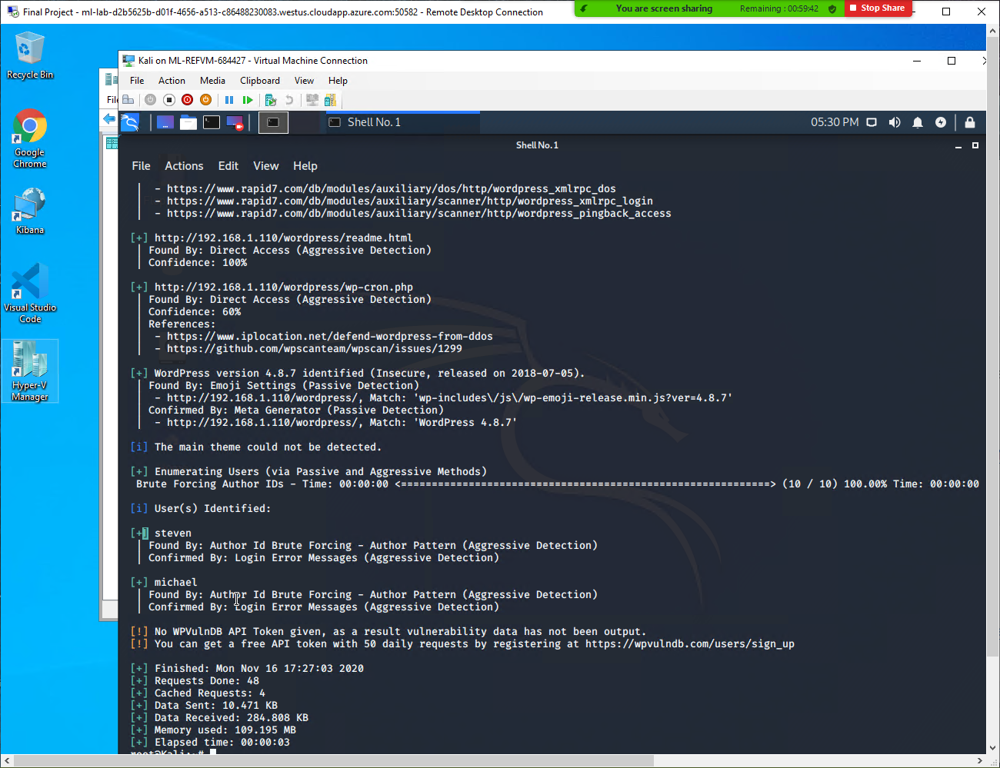 Final Project - ml-lab-d2b5625b-d01f-4656-a513-c86488230083.westus.cloudapp.azure.com:50582 - Remote Desktop Connection
You are screen sharing
Remaining : 00:59:42
Stop Share
Recycle Bin
Google Chrome
Kibana
Visual Studio Code
Hyper-V Manager
Kali on ML-REFVM-684427 - Virtual Machine Connection
File Action Media Clipboard View Help
Shell No. 1
05:30 PM
Shell No. 1
File Actions Edit View Help
- https://www.rapid7.com/db/modules/auxiliary/dos/http/wordpress_xmlrpc_dos
- https://www.rapid7.com/db/modules/auxiliary/scanner/http/wordpress_xmlrpc_login
- https://www.rapid7.com/db/modules/auxiliary/scanner/http/wordpress_pingback_access
[+] http://192.168.1.110/wordpress/readme.html
| Found By: Direct Access (Aggressive Detection)
| Confidence: 100%
[+] http://192.168.1.110/wordpress/wp-cron.php
| Found By: Direct Access (Aggressive Detection)
| Confidence: 60%
| References:
|  - https://www.iplocation.net/defend-wordpress-from-ddos
|  - https://github.com/wpscanteam/wpscan/issues/1299
[+] WordPress version 4.8.7 identified (Insecure, released on 2018-07-05).
| Found By: Emoji Settings (Passive Detection)
|  - http://192.168.1.110/wordpress/, Match: 'wp-includes\/js\/wp-emoji-release.min.js?ver=4.8.7'
| Confirmed By: Meta Generator (Passive Detection)
|  - http://192.168.1.110/wordpress/, Match: 'WordPress 4.8.7'
[i] The main theme could not be detected.
[+] Enumerating Users (via Passive and Aggressive Methods)
Brute Forcing Author IDs - Time: 00:00:00 <============================================================> (10 / 10) 100.00% Time: 00:00:00
[i] User(s) Identified:
[+] steven
| Found By: Author Id Brute Forcing - Author Pattern (Aggressive Detection)
| Confirmed By: Login Error Messages (Aggressive Detection)
[+] michael
| Found By: Author Id Brute Forcing - Author Pattern (Aggressive Detection)
| Confirmed By: Login Error Messages (Aggressive Detection)
[!] No WPVulnDB API Token given, as a result vulnerability data has not been output.
[!] You can get a free API token with 50 daily requests by registering at https://wpvulndb.com/users/sign_up
[+] Finished: Mon Nov 16 17:27:03 2020
[+] Requests Done: 48
[+] Cached Requests: 4
[+] Data Sent: 10.471 KB
[+] Data Received: 284.808 KB
[+] Memory used: 109.195 MB
[+] Elapsed time: 00:00:03
root@Kali:~#